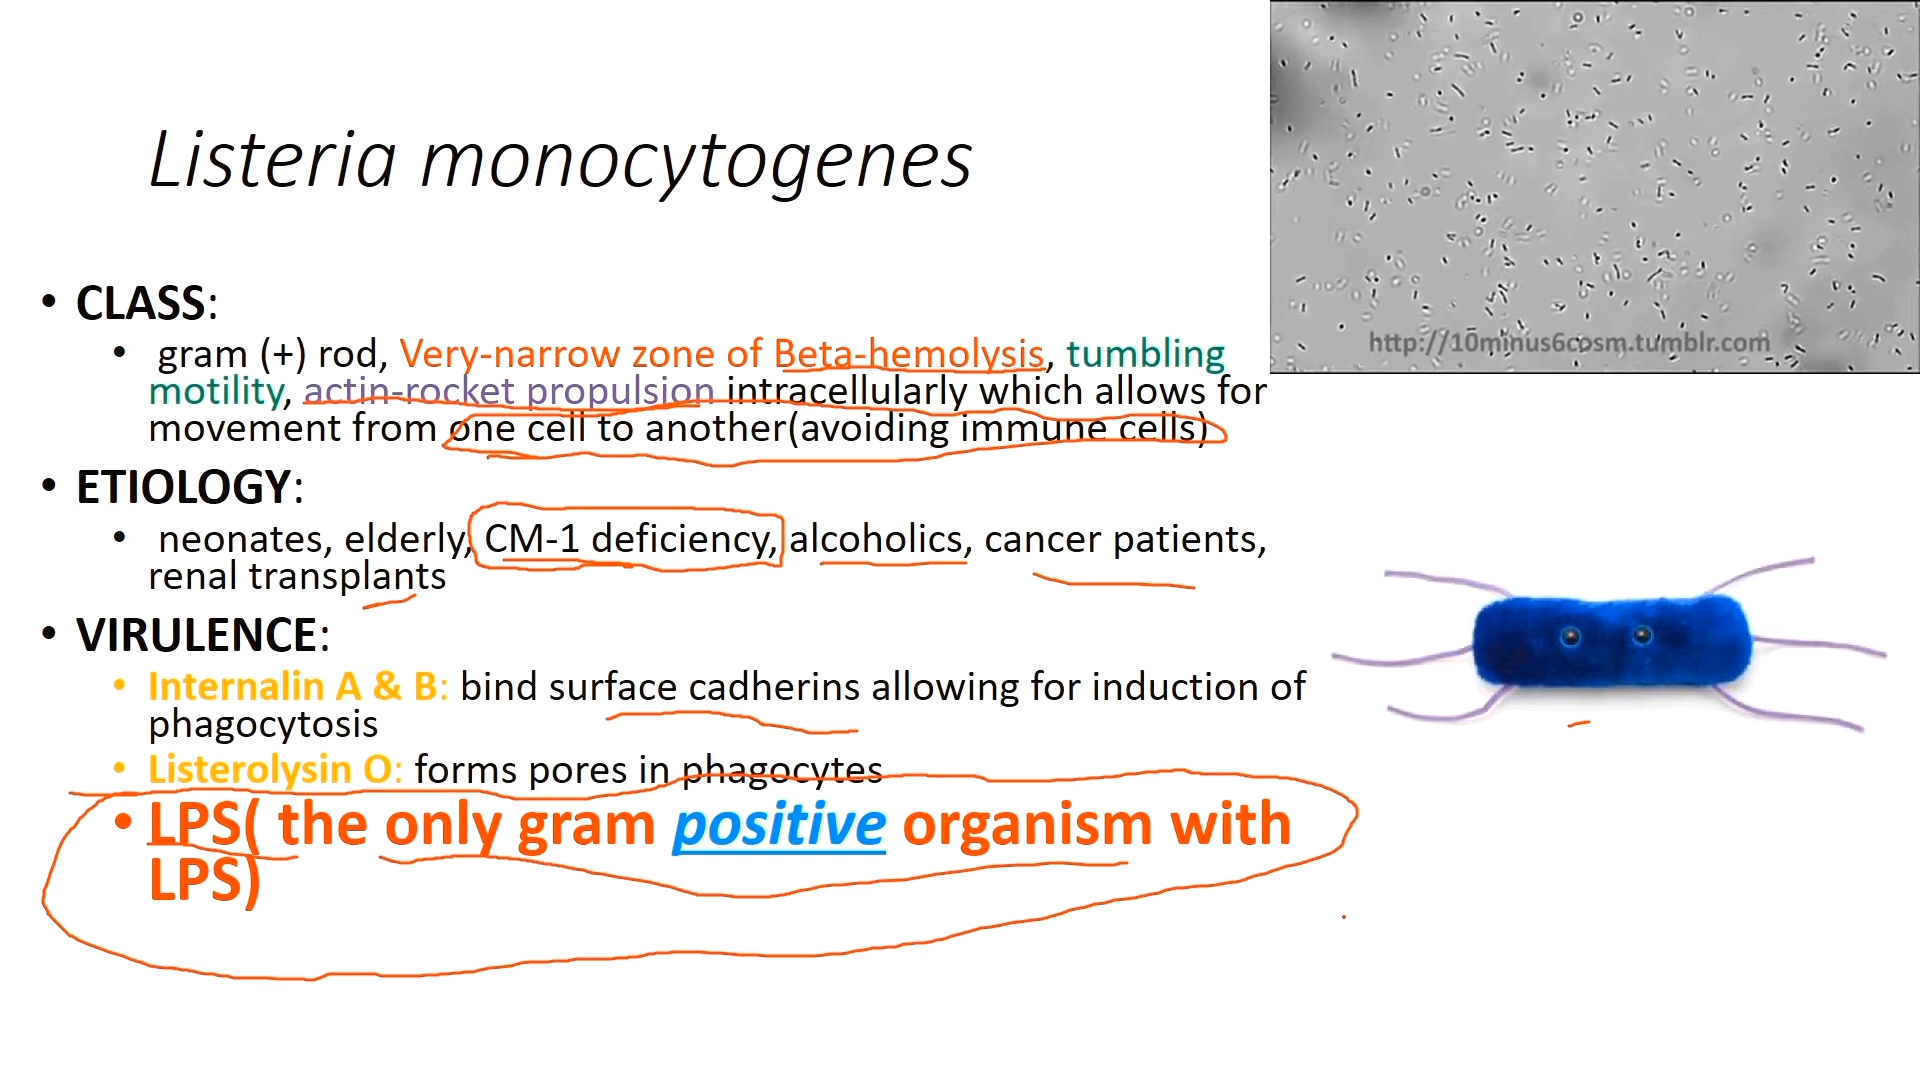 Listeria monocytogenes
http://10minus6cosm.tumblr.com
• CLASS:
• gram (+) rod, Very-narrow zone of Beta-hemolysis, tumbling
motility, actin-rocket propulsion intracellularly which allows for
movement from one cell to another(avoiding immune cells)
• ETIOLOGY:
• neonates, elderly, CM-1 deficiency, alcoholics, cancer patients,
renal transplants
• VIRULENCE:
• Internalin A & B: bind surface cadherins allowing for induction of
phagocytosis
• Listerolysin O: forms pores in phagocytes
• LPS( the only gram positive organism with
LPS)